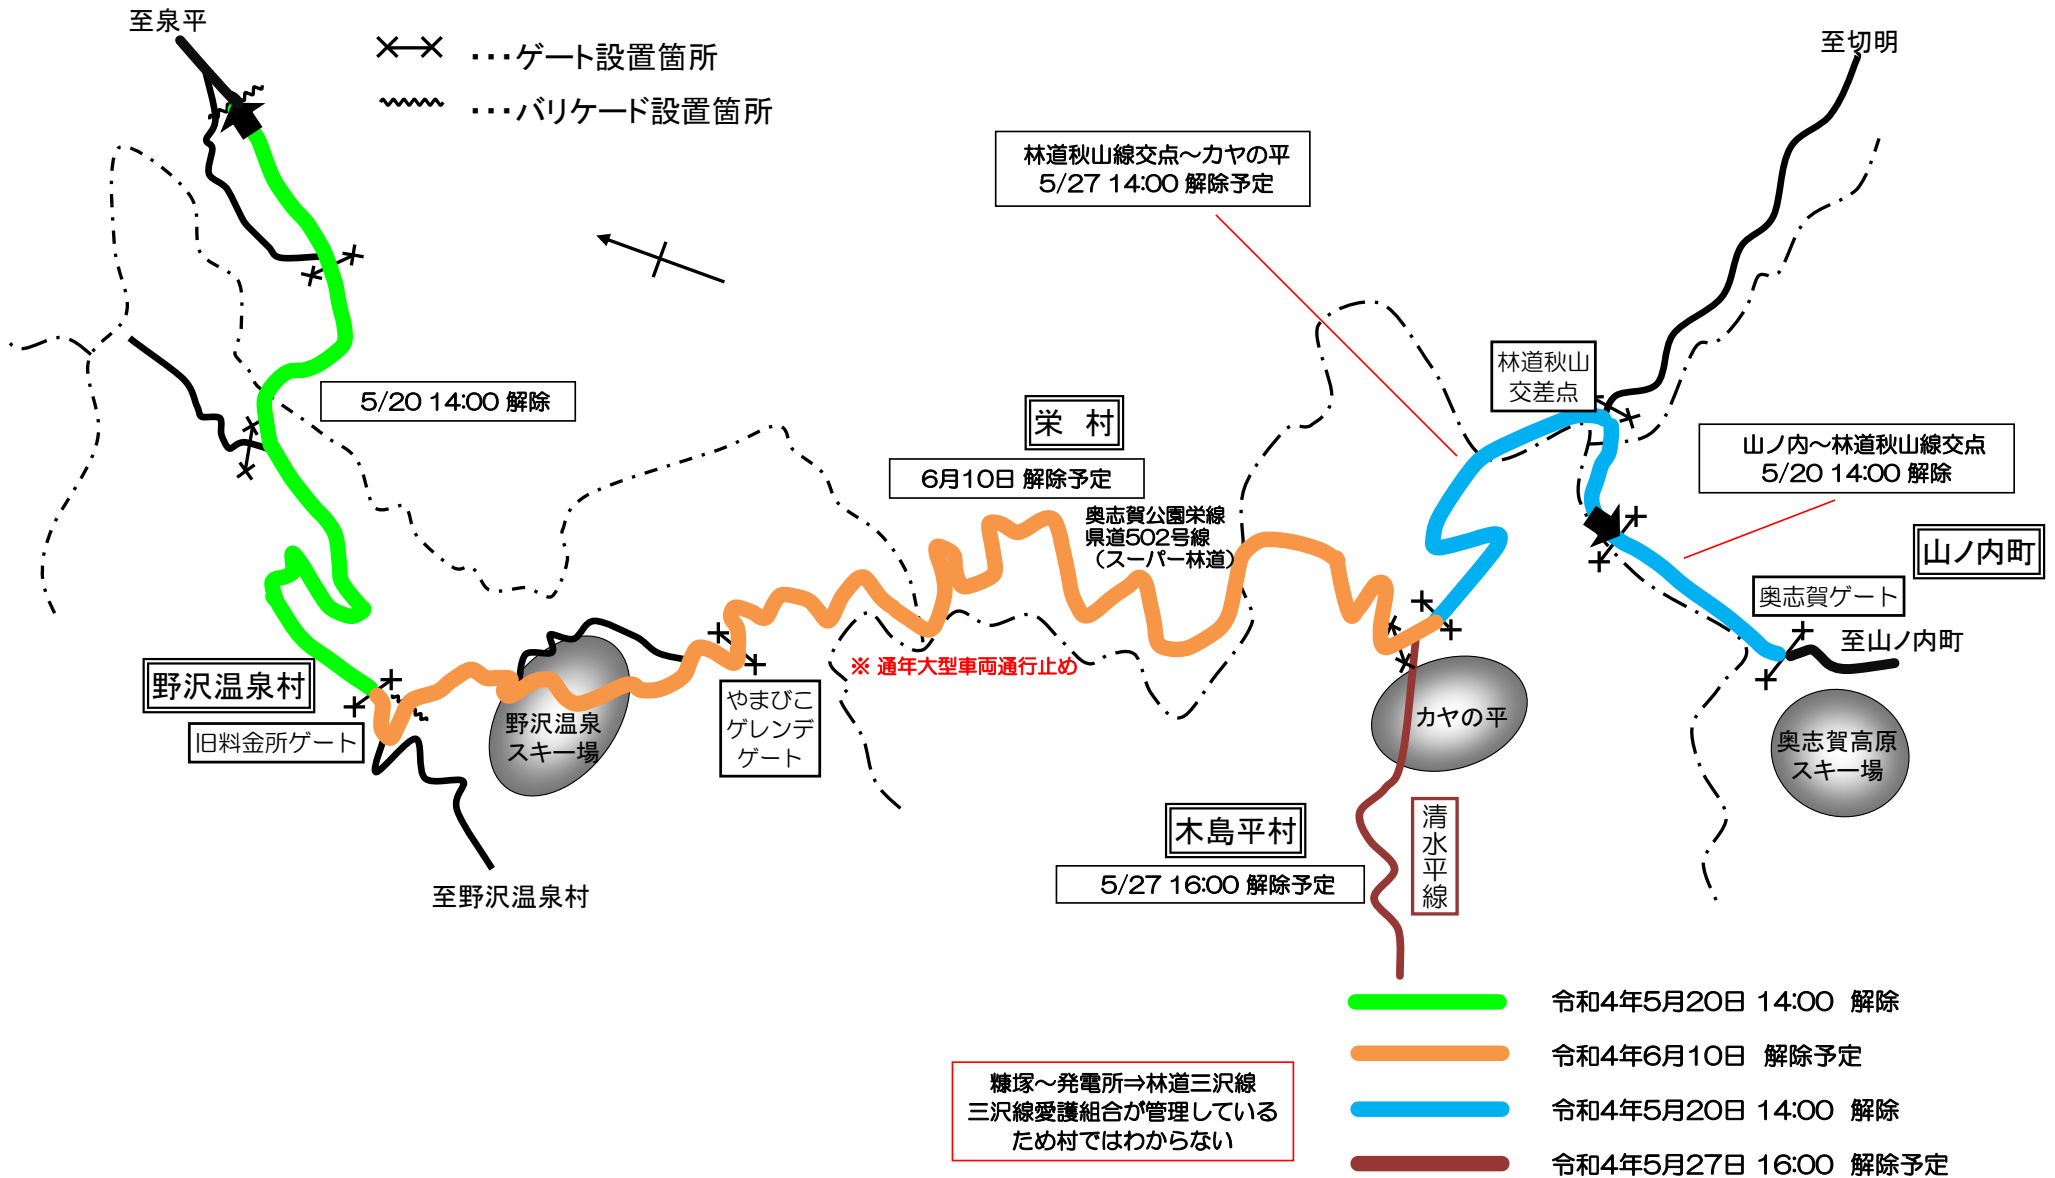 至泉平
・・・ゲート設置箇所
・・・バリケード設置箇所
至切明
林道秋山線交点～カヤの平
5/27 14:00 解除予定
5/20 14:00 解除
林道秋山
交差点
栄　村
6月10日 解除予定
山ノ内～林道秋山線交点
5/20 14:00 解除
奥志賀公園栄線
県道502号線
（スーパー林道）
山ノ内町
奥志賀ゲート
至山ノ内町
※ 通年大型車両通行止め
野沢温泉村
旧料金所ゲート
野沢温泉
スキー場
やまびこ
ゲレンデ
ゲート
カヤの平
奥志賀高原
スキー場
木島平村
5/27 16:00 解除予定
清水平線
至野沢温泉村
令和4年5月20日 14:00　解除
令和4年6月10日　解除予定
令和4年5月20日 14:00　解除
令和4年5月27日 16:00　解除予定
糠塚～発電所⇒林道三沢線
三沢線愛護組合が管理している
ため村ではわからない